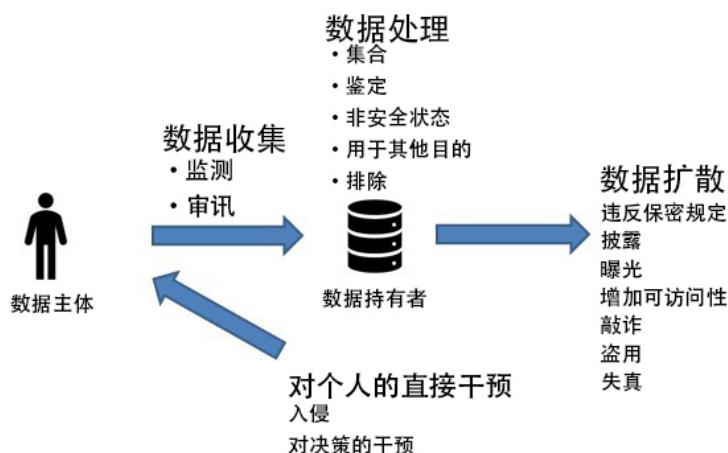 数据处理
・集合
・鉴定
・非安全状态
・用于其他目的
・排除
数据收集
・监测
・审讯
数据主体
数据持有者
数据扩散
违反保密规定
披露
曝光
增加可访问性
敲诈
盗用
失真
对个人的直接干预
入侵
对决策的干预